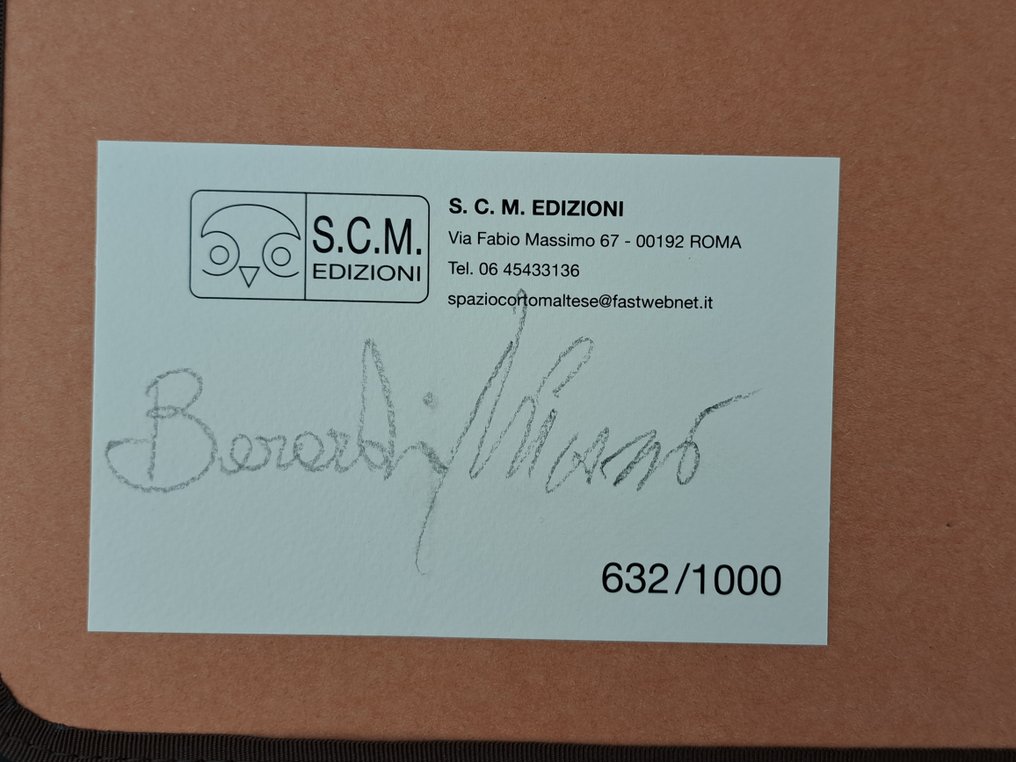 S.C.M.
EDIZIONI
S. C. M. EDIZIONI
Via Fabio Massimo 67 - 00192 ROMA
Tel. 06 45433136
spaziocortomaltese@fastwebnet.it
Berardi
632/1000